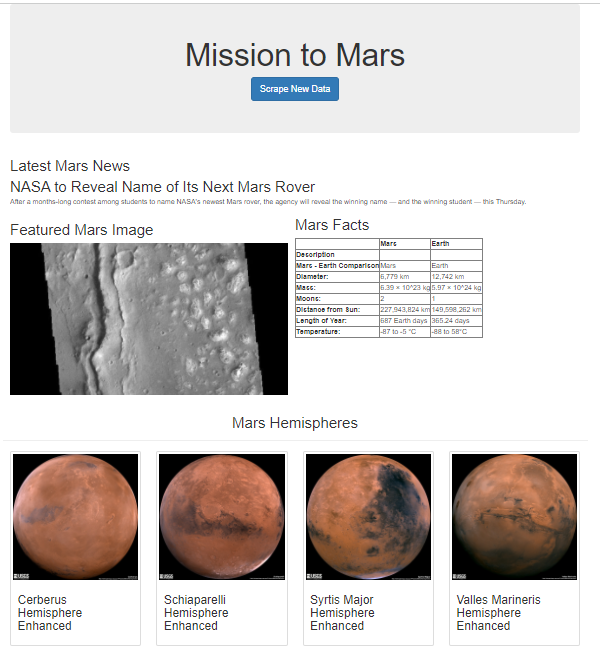 Mission to Mars
Scrape New Data
Latest Mars News
NASA to Reveal Name of Its Next Mars Rover
After a months-long contest among students to name NASA's newest Mars rover, the agency will reveal the winning name — and the winning student — this Thursday.
Featured Mars Image
Mars Facts
Mars Earth
Description
Mars - Earth Comparison Mars Earth
Diameter: 6,779 km 12,742 km
Mass: 6.39 × 10^23 kg 5.97 × 10^24 kg
Moons: 2 1
Distance from Sun: 227,943,824 km 149,598,262 km
Length of Year: 687 Earth days 365.24 days
Temperature: -87 to -5 °C -88 to 58°C
Mars Hemispheres
USGS
USGS
USGS
USGS
Cerberus
Hemisphere
Enhanced
Schiaparelli
Hemisphere
Enhanced
Syrtis Major
Hemisphere
Enhanced
Valles Marineris
Hemisphere
Enhanced